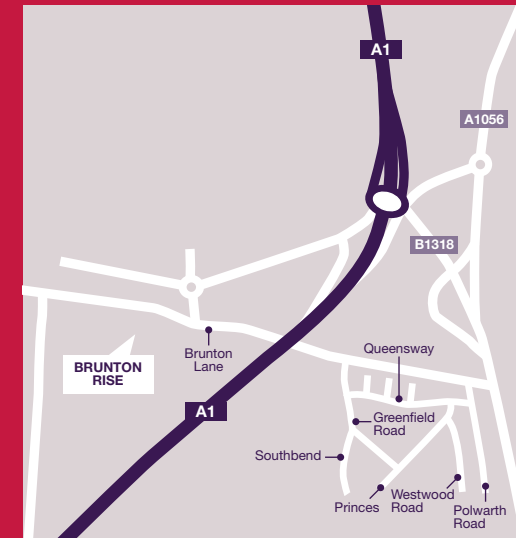 A1
A1056
B1318
Brunton
Lane
Queensway
BRUNTON
RISE
A1
Greenfield
Road
Southbend
Princes
Westwood
Road
Polwarth
Road